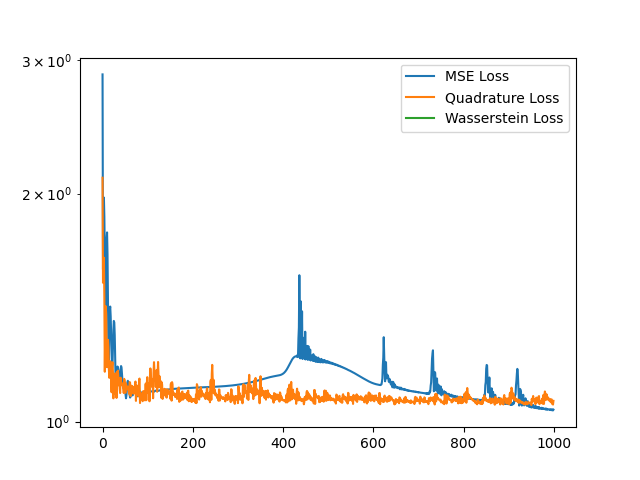 3 × 10⁰
MSE Loss
Quadrature Loss
Wasserstein Loss
2 × 10⁰
10⁰
0 200 400 600 800 1000